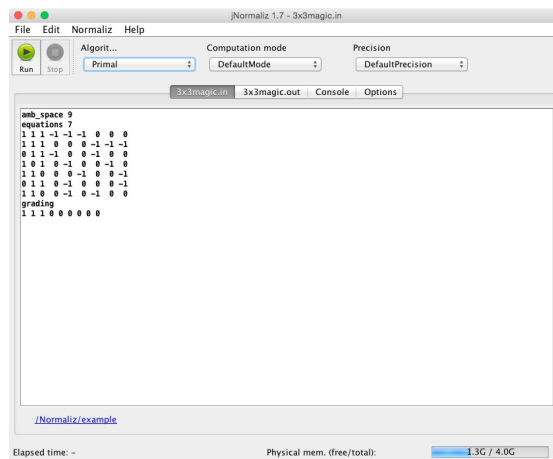 jNormaliz 1.7 - 3x3magic.in
File Edit Normaliz Help
Algorit... Computation mode Precision
Run Stop Primal DefaultMode DefaultPrecision
3x3magic.in 3x3magic.out Console Options
amb_space 9
equations 7
1 1 1 -1 -1 -1 0 0 0
1 1 1 0 0 0 -1 -1 -1
0 1 1 -1 0 0 -1 0 0
1 0 1 0 -1 0 0 -1 0
1 1 0 0 0 -1 0 0 -1
0 1 1 0 -1 0 0 0 -1
1 1 0 0 -1 0 -1 0 0
grading
1 1 1 0 0 0 0 0 0
/Normaliz/example
Elapsed time: – Physical mem. (free/total): 1.3G / 4.0G